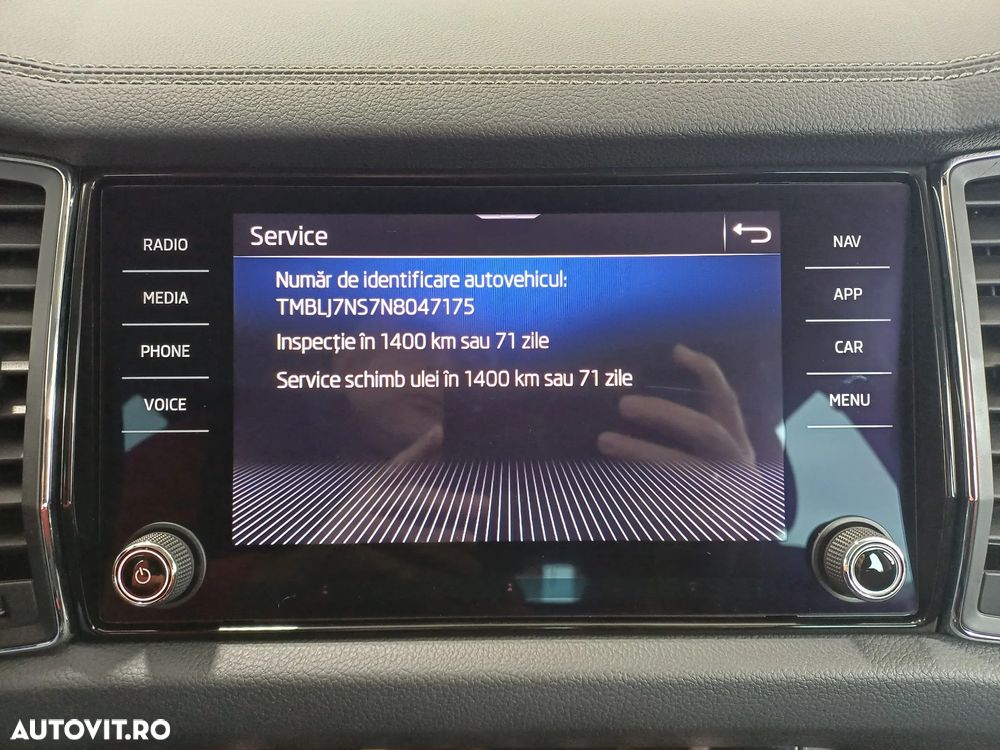 RADIO
MEDIA
PHONE
VOICE
Service
Număr de identificare autovehicul:
TMBLJ7NS7N8047175
Inspecție în 1400 km sau 71 zile
Service schimb ulei în 1400 km sau 71 zile
NAV
APP
CAR
MENU
AUTOVIT.RO